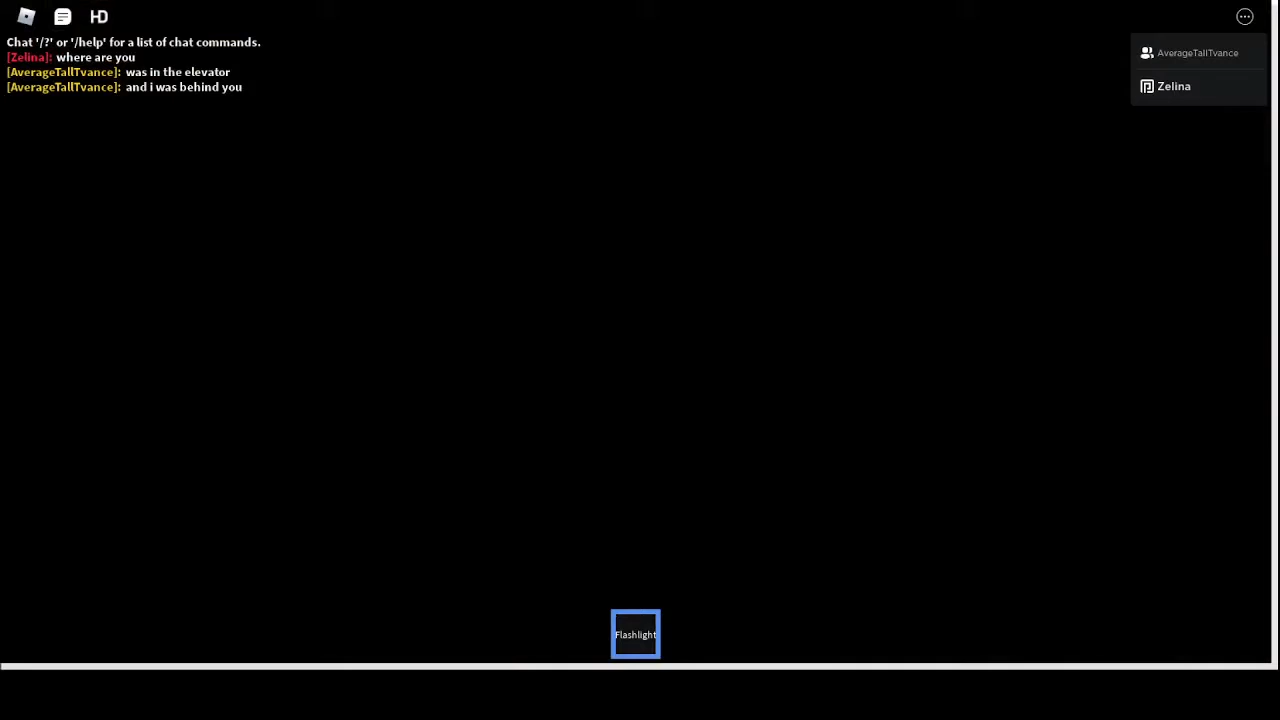 HD
Chat '/?' or '/help' for a list of chat commands.
[Zelina]: where are you
[AverageTallTvance]: was in the elevator
[AverageTallTvance]: and i was behind you
AverageTallTvance
Zelina
Flashlight